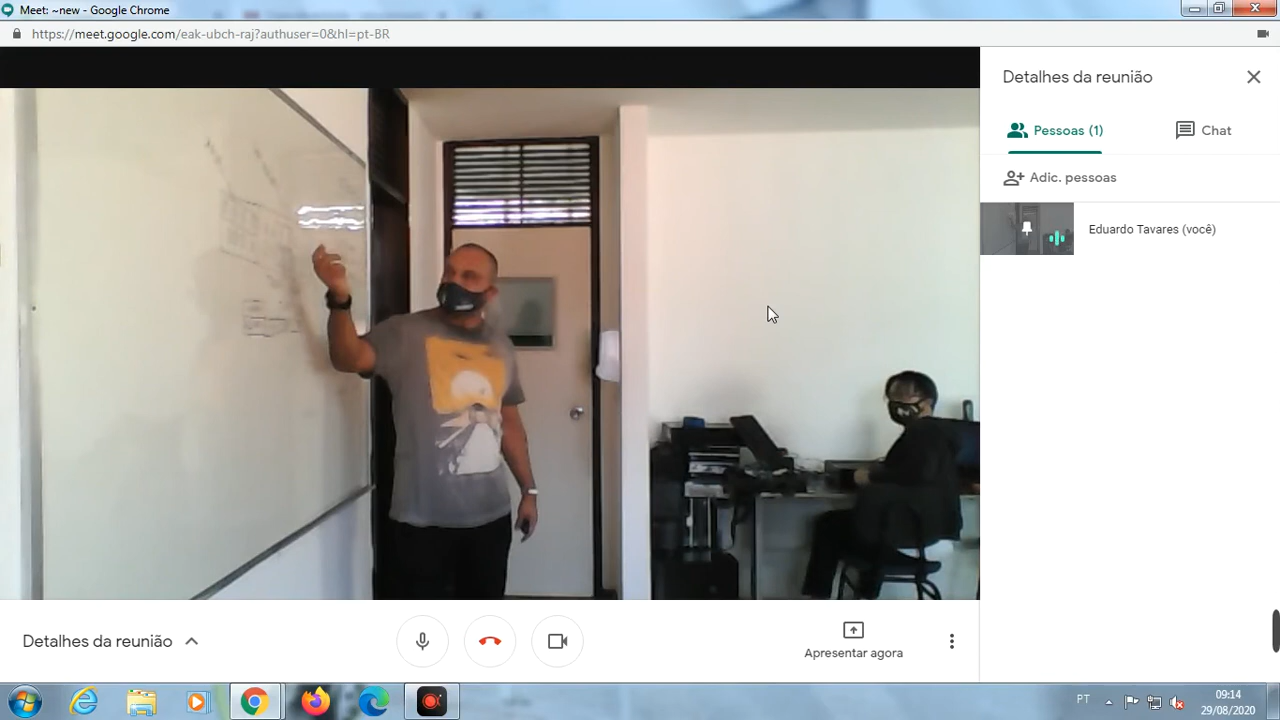 Meet: ~new - Google Chrome
https://meet.google.com/eak-ubch-raj?authuser=0&hl=pt-BR
Detalhes da reunião
Pessoas (1)
Chat
Adic. pessoas
Eduardo Tavares (você)
Detalhes da reunião
Apresentar agora
PT
09:14
29/08/2020